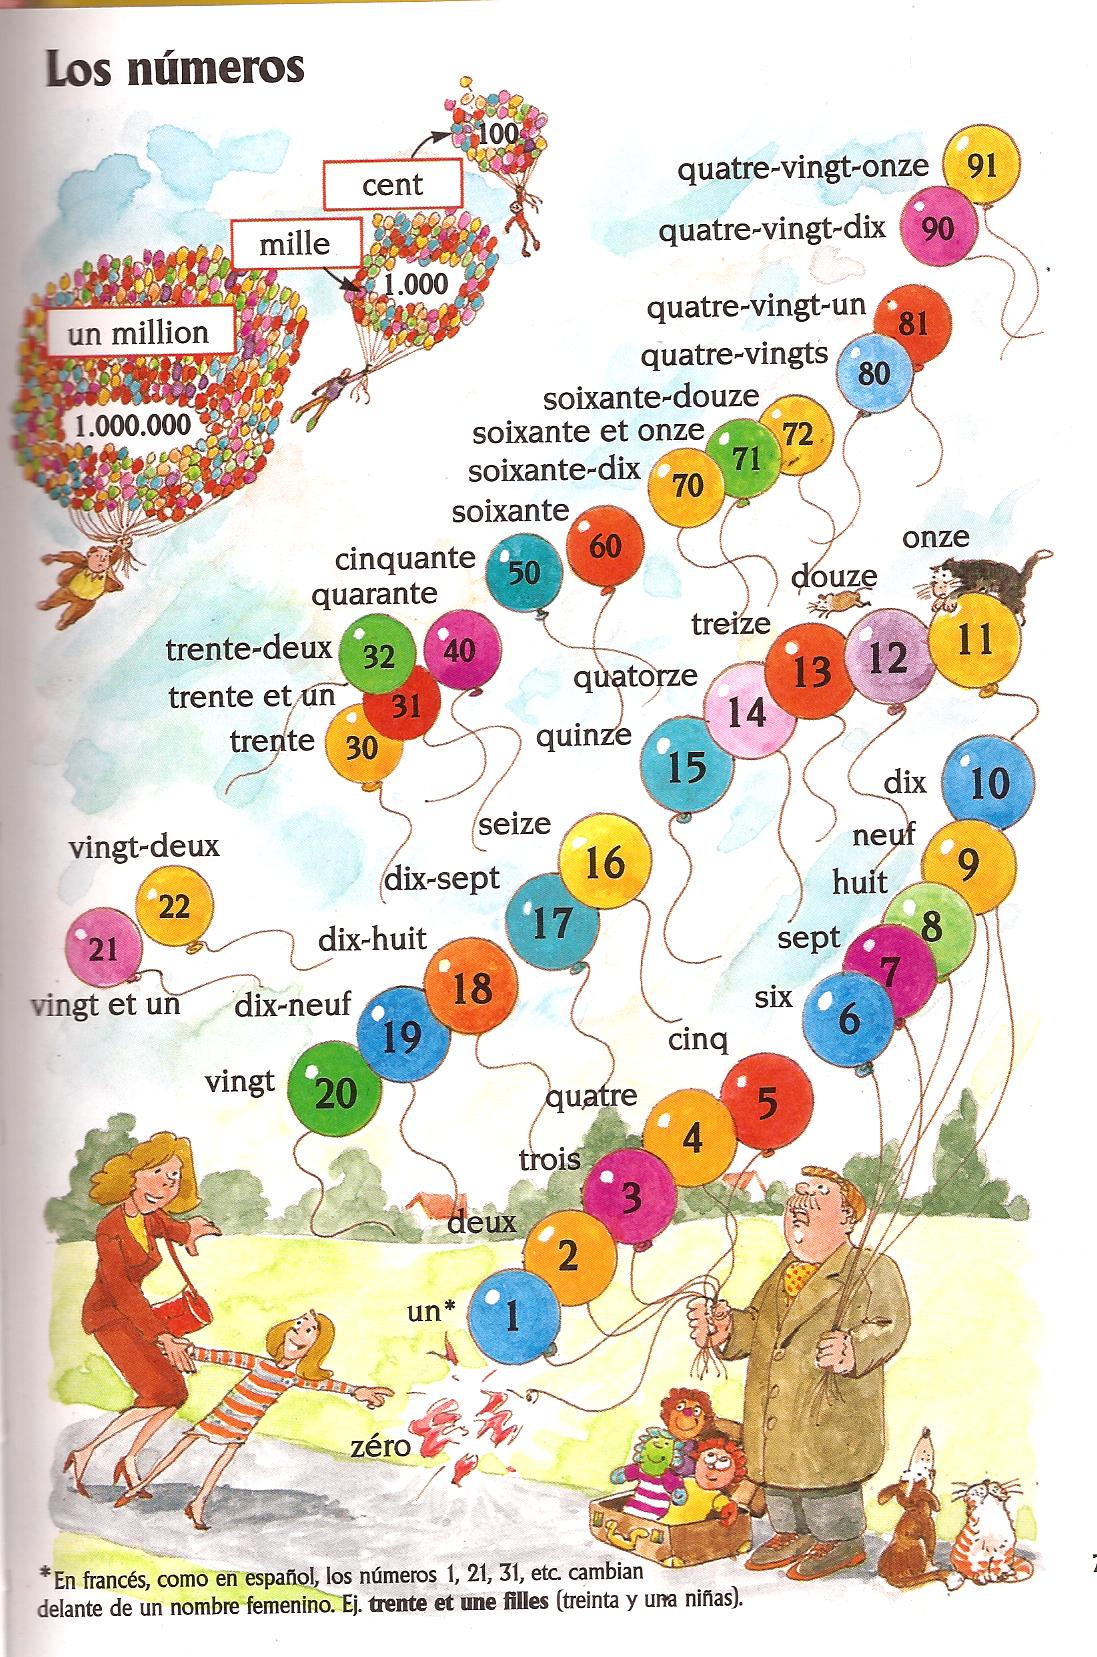 Los números
100
cent
mille
1.000
un million
1.000.000
quatre-vingt-onze 91
quatre-vingt-dix 90
quatre-vingt-un 81
quatre-vingts 80
soixante-douze 72
soixante et onze 71
soixante-dix 70
soixante 60
cinquante 50
quarante 40
trente-deux 32
trente et un 31
trente 30
vingt-deux
22
21
vingt et un
onze
11
douze
12
treize 13
quatorze 14
quinze 15
seize 16
dix-sept 17
dix-huit 18
dix-neuf 19
vingt 20
dix 10
neuf 9
huit 8
sept 7
six 6
cinq
5
quatre 4
trois 3
deux 2
un* 1
zéro
*En francés, como en español, los números 1, 21, 31, etc. cambian
delante de un nombre femenino. Ej. trente et une filles (treinta y una niñas).